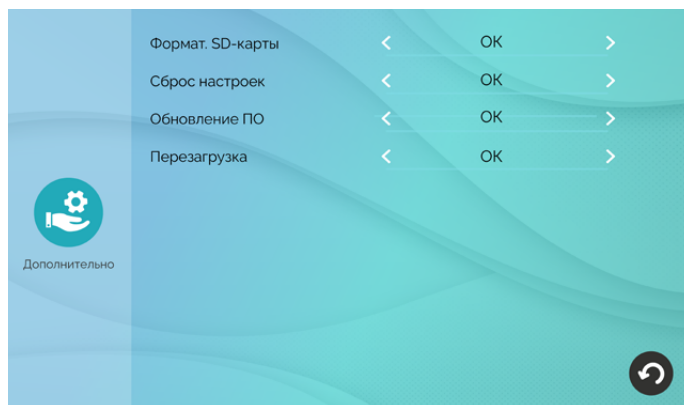 Формат. SD-карты < OK >
Сброс настроек < OK >
Обновление ПО < OK >
Перезагрузка < OK >
Дополнительно